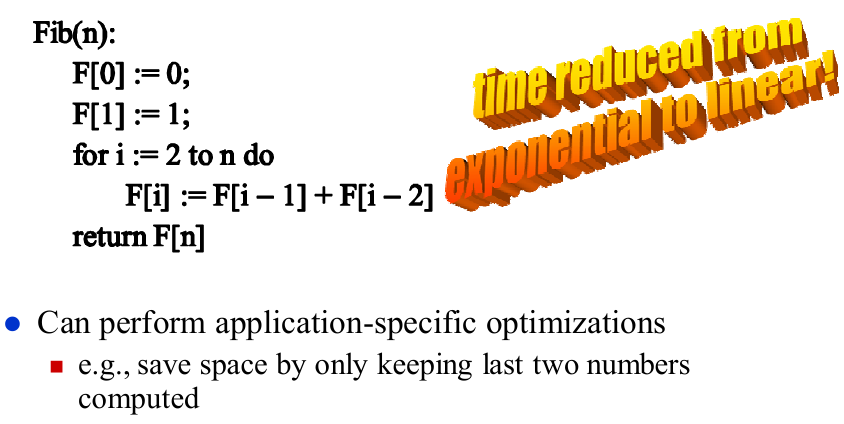 Fib(n):
F[0] := 0;
F[1] := 1;
for i := 2 to n do
F[i] := F[i – 1] + F[i – 2]
return F[n]
time reduced from
exponential to linear!
Can perform application-specific optimizations
e.g., save space by only keeping last two numbers
computed